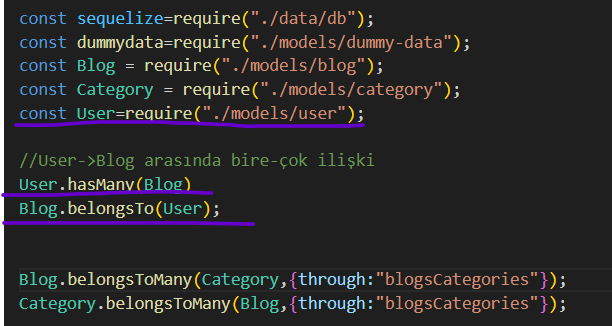 const sequelize=require("./data/db");
const dummydata=require("./models/dummy-data");
const Blog = require("./models/blog");
const Category = require("./models/category");
const User=require("./models/user");
//User->Blog arasında bire-çok ilişki
User.hasMany(Blog)
Blog.belongsTo(User);
Blog.belongsToMany(Category,{through:"blogsCategories"});
Category.belongsToMany(Blog,{through:"blogsCategories"});